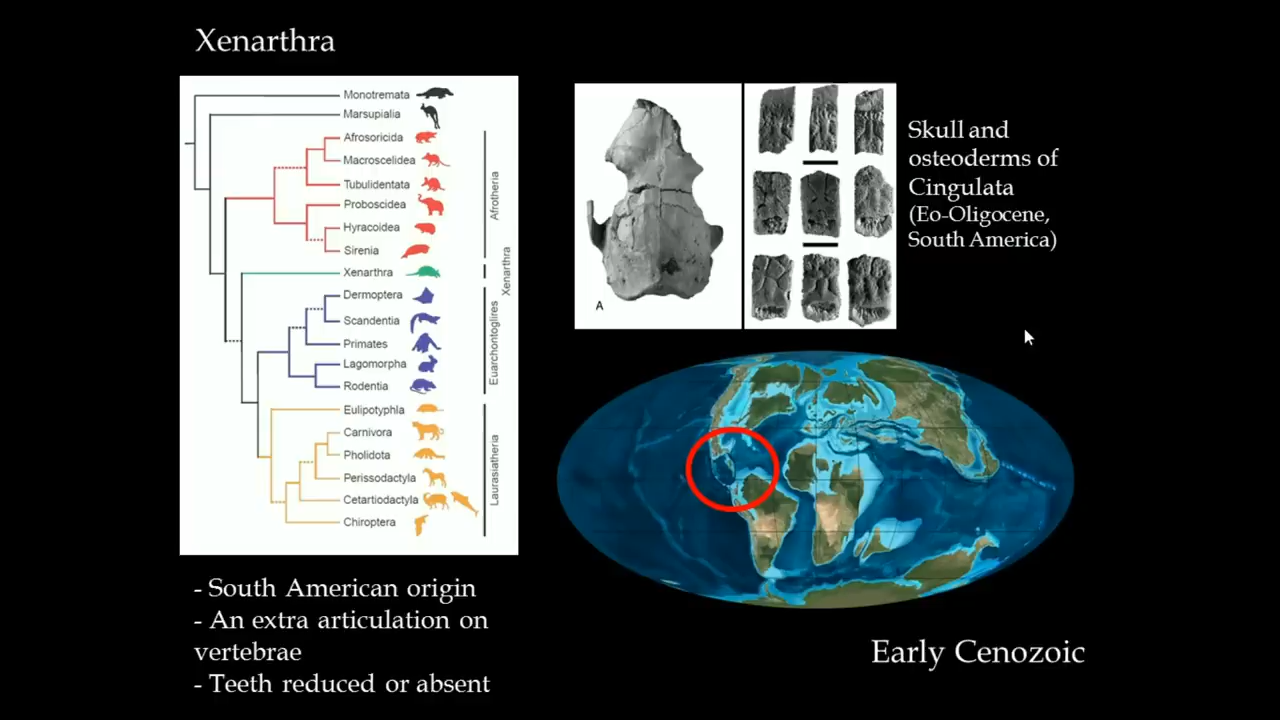 Xenarthra
Monotremata
Marsupialia
Afrosoricida
Macroscelidea
Tubulidentata
Proboscidea
Hyracoidea
Sirenia
Xenarthra
Dermoptera
Scandentia
Primates
Lagomorpha
Rodentia
Eulipotyphla
Carnivora
Pholidota
Perissodactyla
Cetartiodactyla
Chiroptera
Afrotheria
Xenarthra
Euarchontoglires
Laurasiatheria
A
Skull and
osteoderms of
Cingulata
(Eo-Oligocene,
South America)
- South American origin
- An extra articulation on
vertebrae
- Teeth reduced or absent
Early Cenozoic